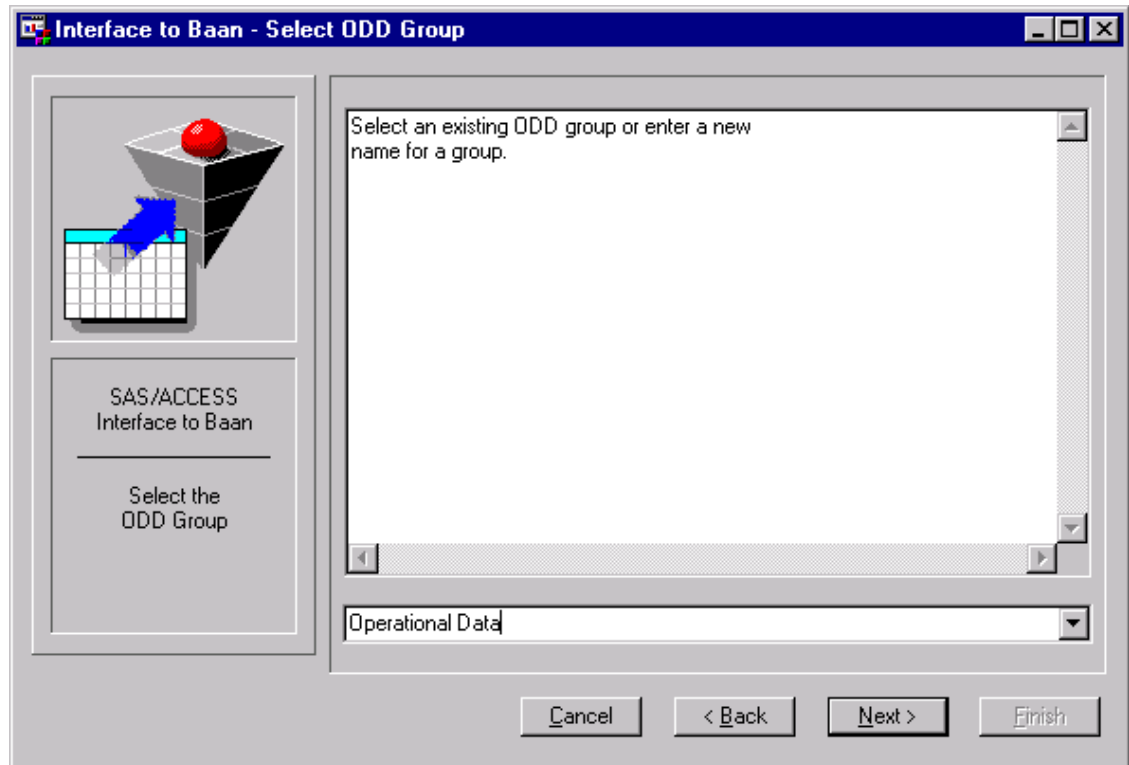 Interface to Baan - Select ODD Group
Select an existing ODD group or enter a new
name for a group.
SAS/ACCESS
Interface to Baan
Select the
ODD Group
Operational Data
Cancel
< Back
Next >
Finish